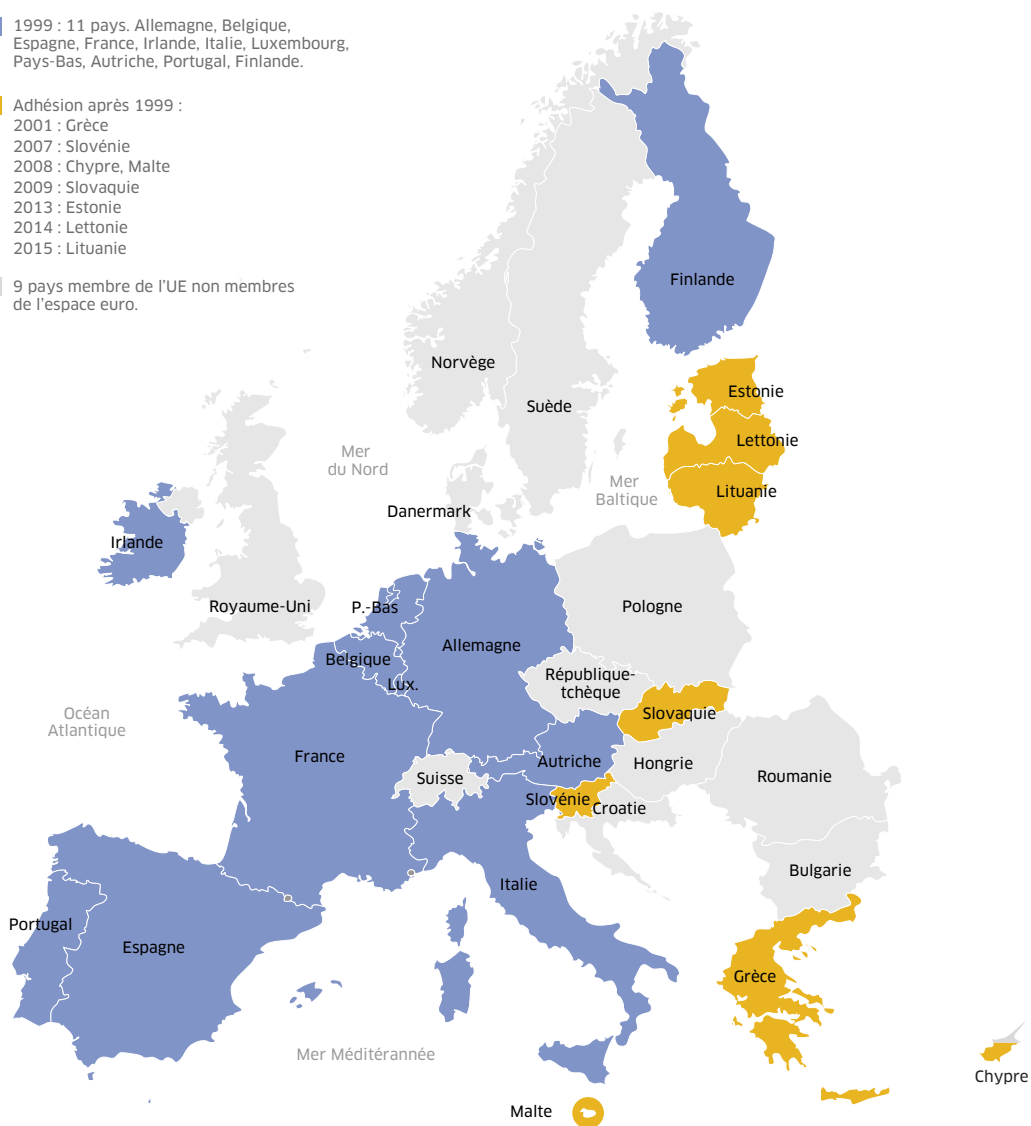 1999 : 11 pays. Allemagne, Belgique,
Espagne, France, Irlande, Italie, Luxembourg,
Pays-Bas, Autriche, Portugal, Finlande.
Adhésion après 1999 :
2001 : Grèce
2007 : Slovénie
2008 : Chypre, Malte
2009 : Slovaquie
2013 : Estonie
2014 : Lettonie
2015 : Lituanie
9 pays membre de l'UE non membres
de l'espace euro.
Finlande
Norvège
Suède
Estonie
Lettonie
Lituanie
Mer
du Nord
Mer
Baltique
Danermark
Irlande
Royaume-Uni
P.-Bas
Pologne
Allemagne
Belgique
Lux.
République-
tchèque
Océan
Atlantique
Slovaquie
France
Autriche
Hongrie
Suisse
Roumanie
Slovénie
Croatie
Bulgarie
Italie
Portugal
Espagne
Grèce
Mer Méditérannée
Chypre
Malte